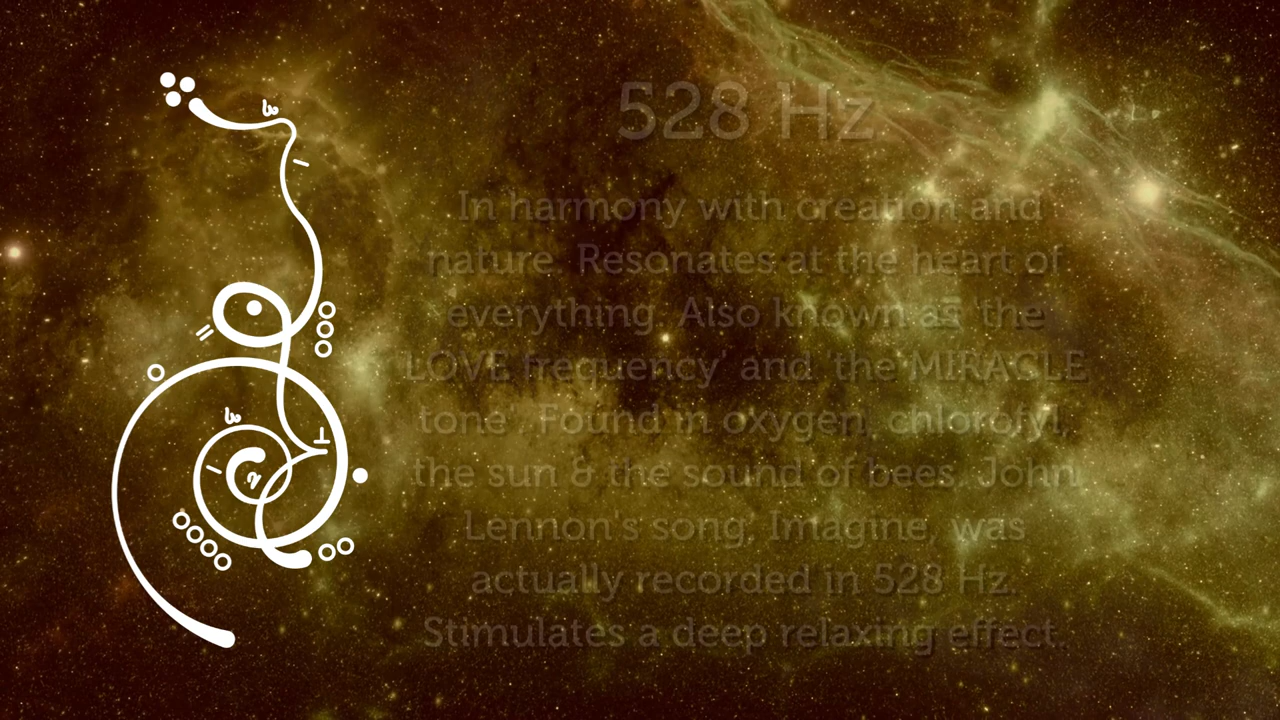 528 Hz
In harmony with creation and
nature. Resonates at the heart of
everything. Also known as 'the
LOVE frequency' and 'the MIRACLE
tone'. Found in oxygen, chlorofyl,
the sun & the sound of bees. John
Lennon's song, Imagine, was
actually recorded in 528 Hz.
Stimulates a deep relaxing effect.